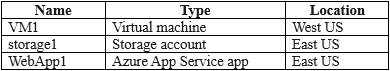 Name Type Location
VM1 Virtual machine West US
storage1 Storage account East US
WebApp1 Azure App Service app East US